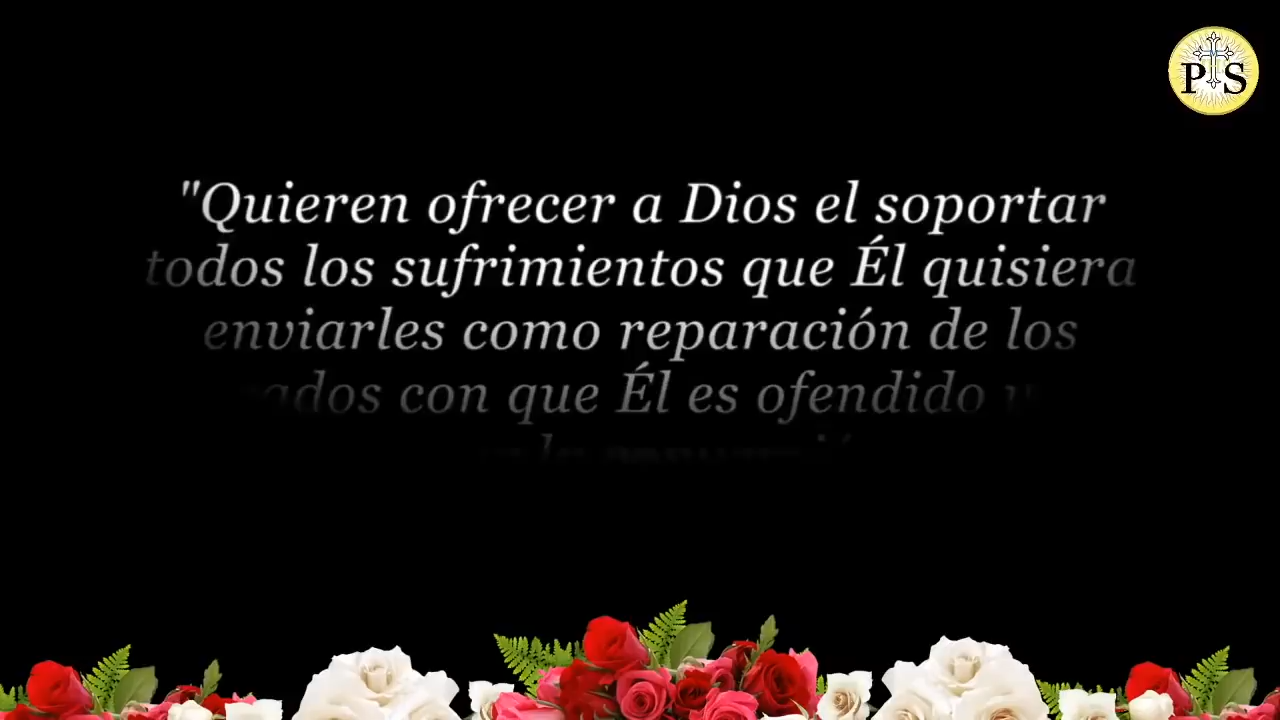 P S
"Quieren ofrecer a Dios el soportar
todos los sufrimientos que Él quisiera
enviarles como reparación de los
con que Él es ofendido